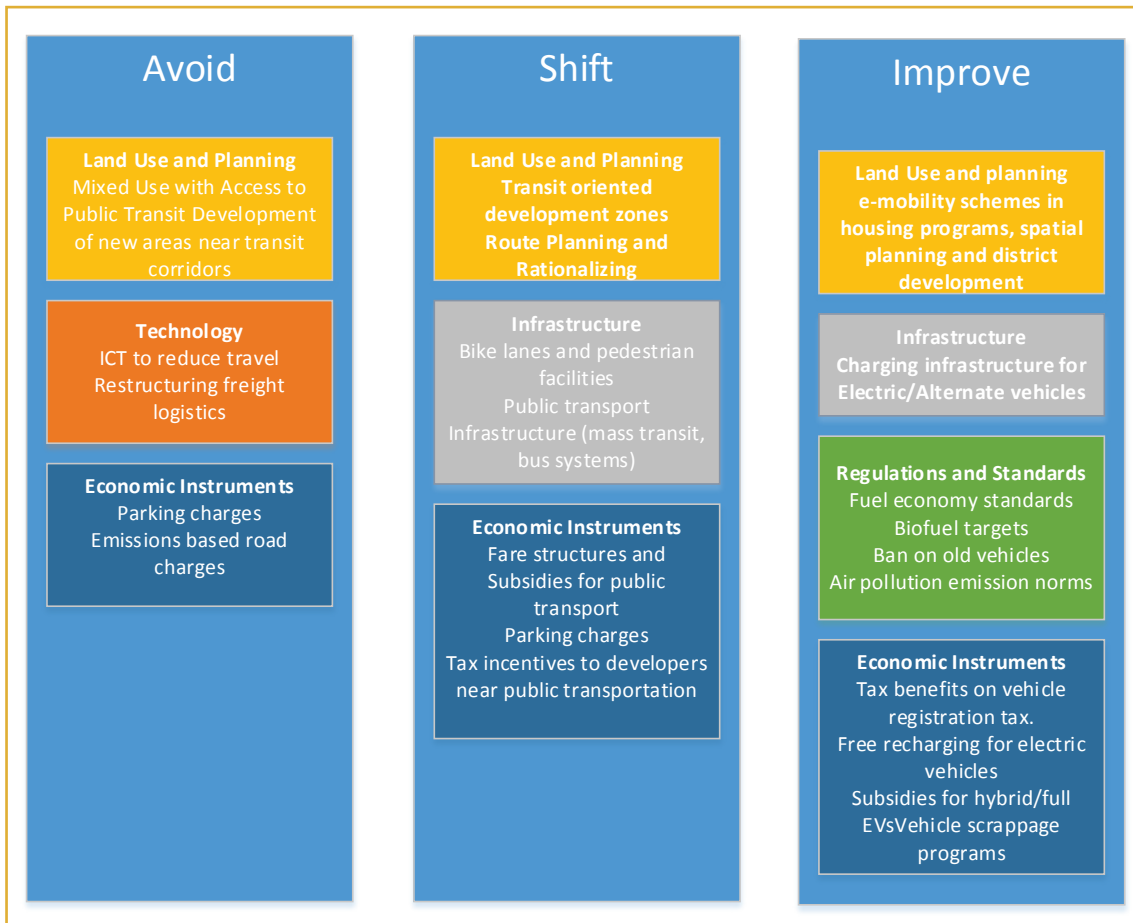 Avoid
Land Use and Planning
Mixed Use with Access to
Public Transit Development
of new areas near transit
corridors
Technology
ICT to reduce travel
Restructuring freight
logistics
Economic Instruments
Parking charges
Emissions based road
charges
Shift
Land Use and Planning
Transit oriented
development zones
Route Planning and
Rationalizing
Infrastructure
Bike lanes and pedestrian
facilities
Public transport
Infrastructure (mass transit,
bus systems)
Economic Instruments
Fare structures and
Subsidies for public
transport
Parking charges
Tax incentives to developers
near public transportation
Improve
Land Use and planning
e-mobility schemes in
housing programs, spatial
planning and district
development
Infrastructure
Charging infrastructure for
Electric/Alternate vehicles
Regulations and Standards
Fuel economy standards
Biofuel targets
Ban on old vehicles
Air pollution emission norms
Economic Instruments
Tax benefits on vehicle
registration tax.
Free recharging for electric
vehicles
Subsidies for hybrid/full
EVsVehicle scrappage
programs